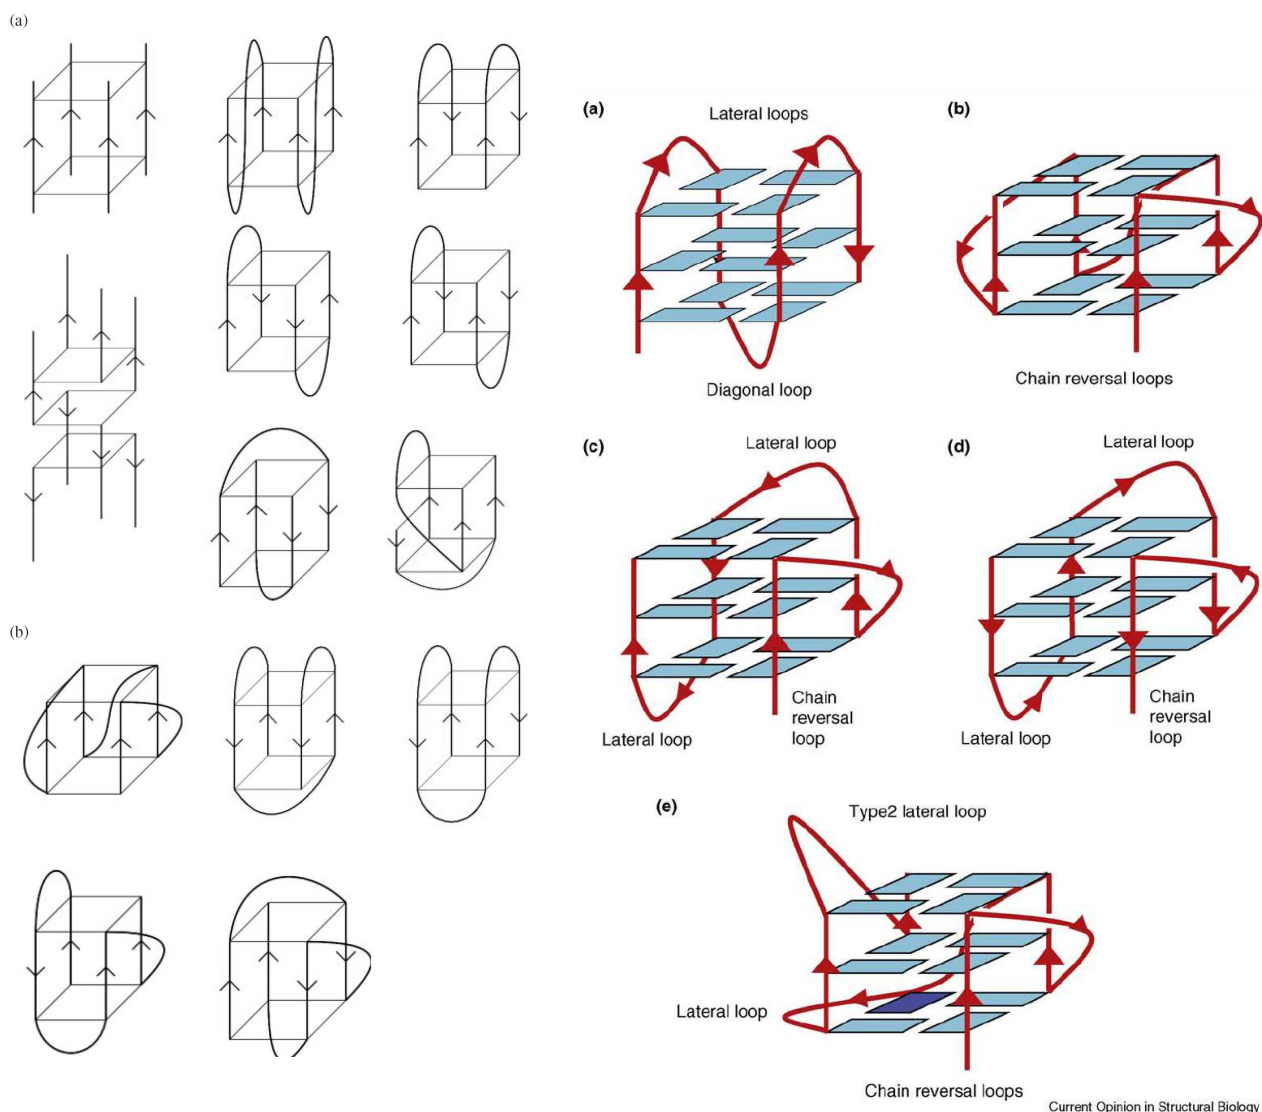 (a)
(b)
(a)
Lateral loops
Diagonal loop
(b)
Chain reversal loops
(c)
Lateral loop
Lateral loop
Chain
reversal
loop
(d)
Lateral loop
Lateral loop
Chain
reversal
loop
(e)
Type2 lateral loop
Lateral loop
Chain reversal loops
Current Opinion in Structural Biology